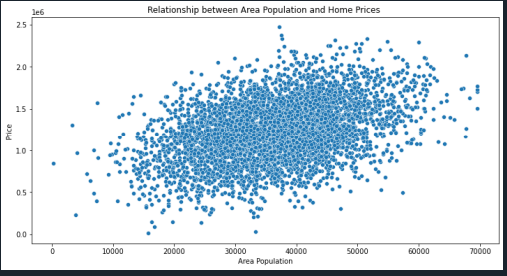 Relationship between Area Population and Home Prices
1e6
2.5
2.0
1.5
1.0
0.5
0.0
Price
0 10000 20000 30000 40000 50000 60000 70000
Area Population